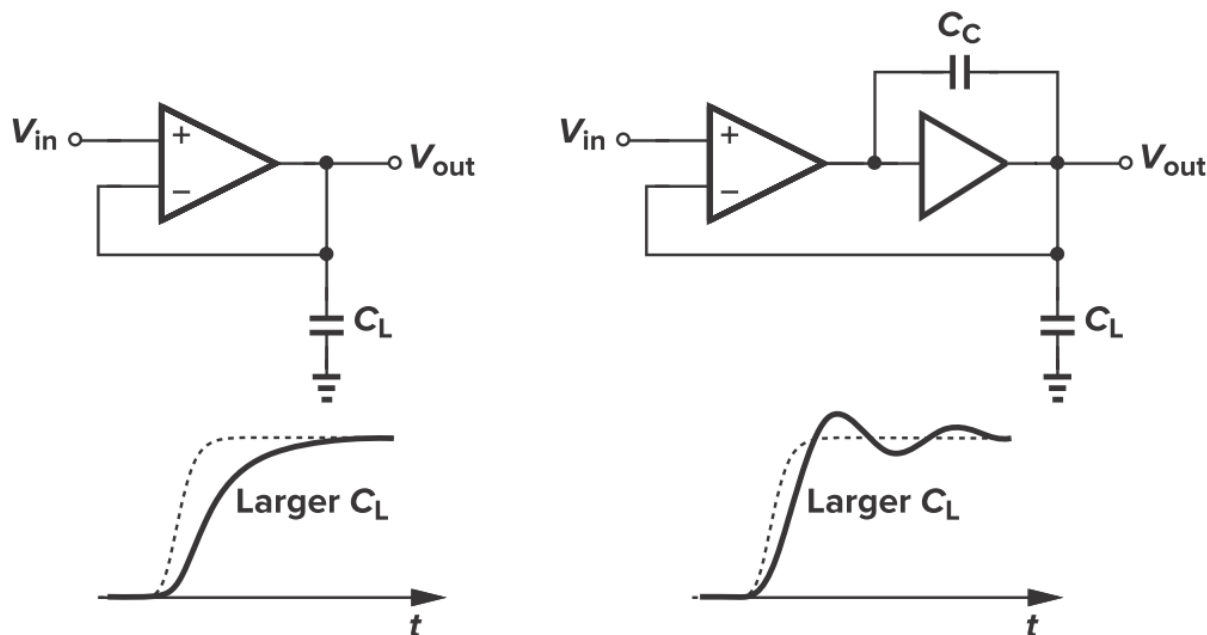 V_in + − V_out
C_L
Larger C_L
t
C_C
V_in + − V_out
C_L
Larger C_L
t